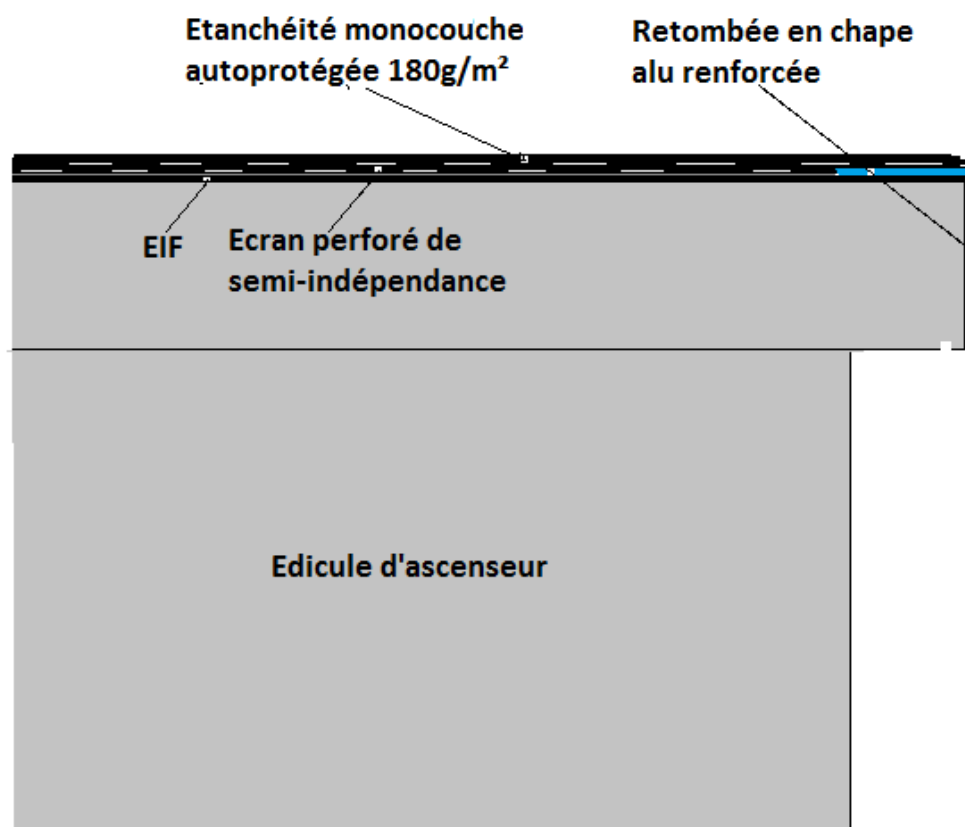 Etanchéité monocouche
autoprotégée 180g/m²
Retombée en chape
alu renforcée
EIF
Ecran perforé de
semi-indépendance
Edicule d'ascenseur